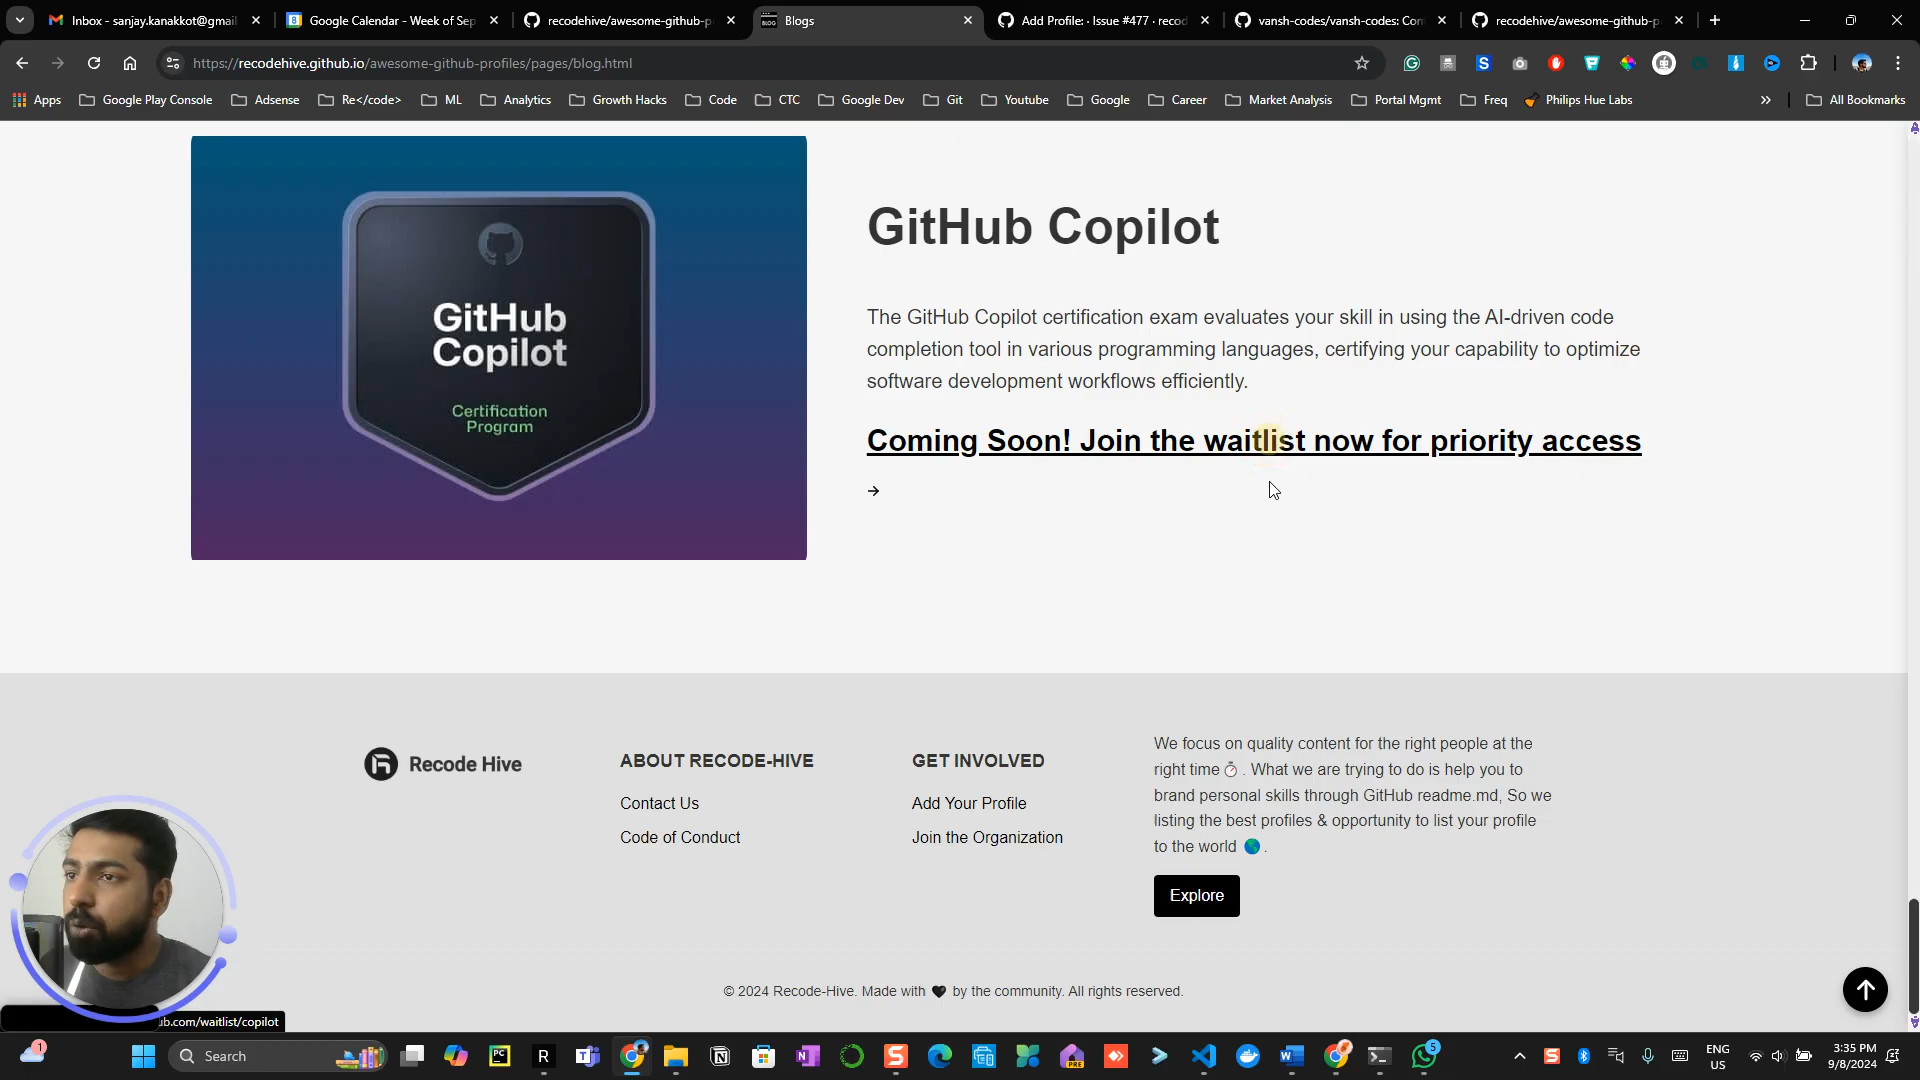 Inbox - sanjay.kanakkot@gmail
Google Calendar - Week of Sep
recodehive/awesome-github-p
Blogs
Add Profile: · Issue #477 · recod
vansh-codes/vansh-codes: Con
recodehive/awesome-github-p
https://recodehive.github.io/awesome-github-profiles/pages/blog.html
Apps
Google Play Console
Adsense
Re</code>
ML
Analytics
Growth Hacks
Code
CTC
Google Dev
Git
Youtube
Google
Career
Market Analysis
Portal Mgmt
Freq
Philips Hue Labs
»
All Bookmarks
GitHub
Copilot
Certification
Program
GitHub Copilot
The GitHub Copilot certification exam evaluates your skill in using the AI-driven code
completion tool in various programming languages, certifying your capability to optimize
software development workflows efficiently.
Coming Soon! Join the waitlist now for priority access
→
Recode Hive
ABOUT RECODE-HIVE
Contact Us
Code of Conduct
GET INVOLVED
Add Your Profile
Join the Organization
We focus on quality content for the right people at the
right time ⏱ . What we are trying to do is help you to
brand personal skills through GitHub readme.md, So we
listing the best profiles & opportunity to list your profile
to the world 🌎 .
Explore
© 2024 Recode-Hive. Made with 🖤 by the community. All rights reserved.
ub.com/waitlist/copilot
1
Search
5
ENG
US
3:35 PM
9/8/2024